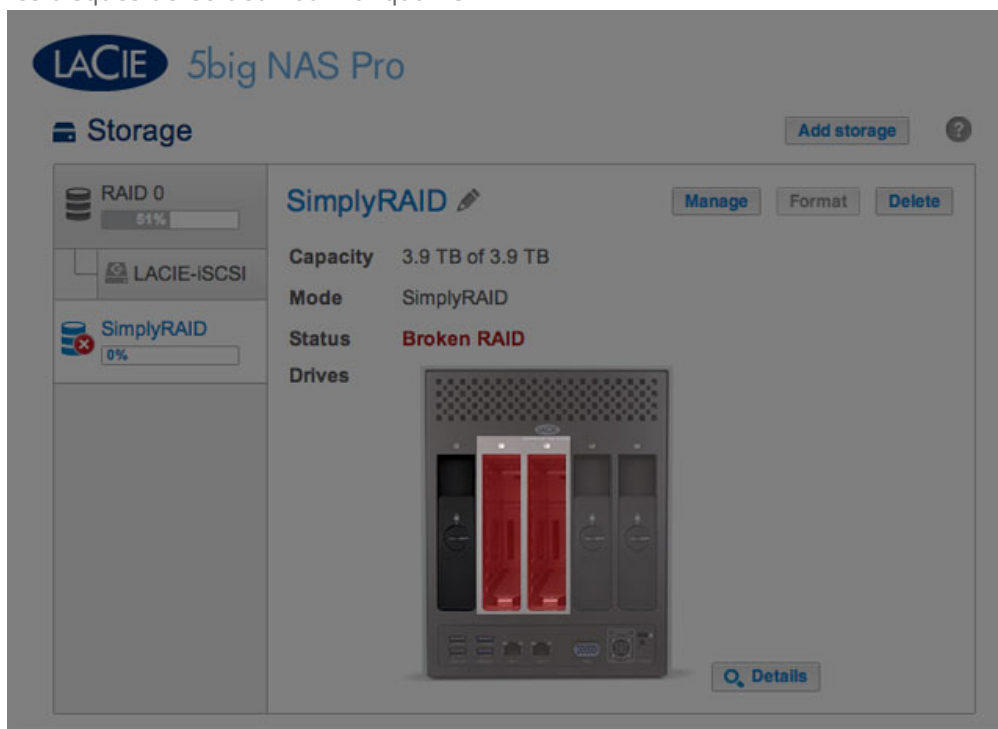 LACIE 5big NAS Pro
Storage
Add storage
?
RAID 0
51%
SimplyRAID
Manage
Format
Delete
LACIE-iSCSI
Capacity 3.9 TB of 3.9 TB
Mode SimplyRAID
SimplyRAID
0%
Status Broken RAID
Drives
LACIE
Details